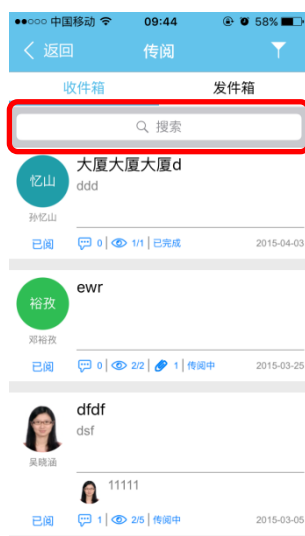 中国移动 09:44 58%
返回 传阅
收件箱 发件箱
搜索
忆山 大厦大厦大厦d
ddd
孙忆山
已阅 0 1/1 已完成 2015-04-03
裕孜 ewr
邓裕孜
已阅 0 2/2 1 传阅中 2015-03-25
dfdf
dsf
吴晓涵
11111
已阅 1 2/5 传阅中 2015-03-05